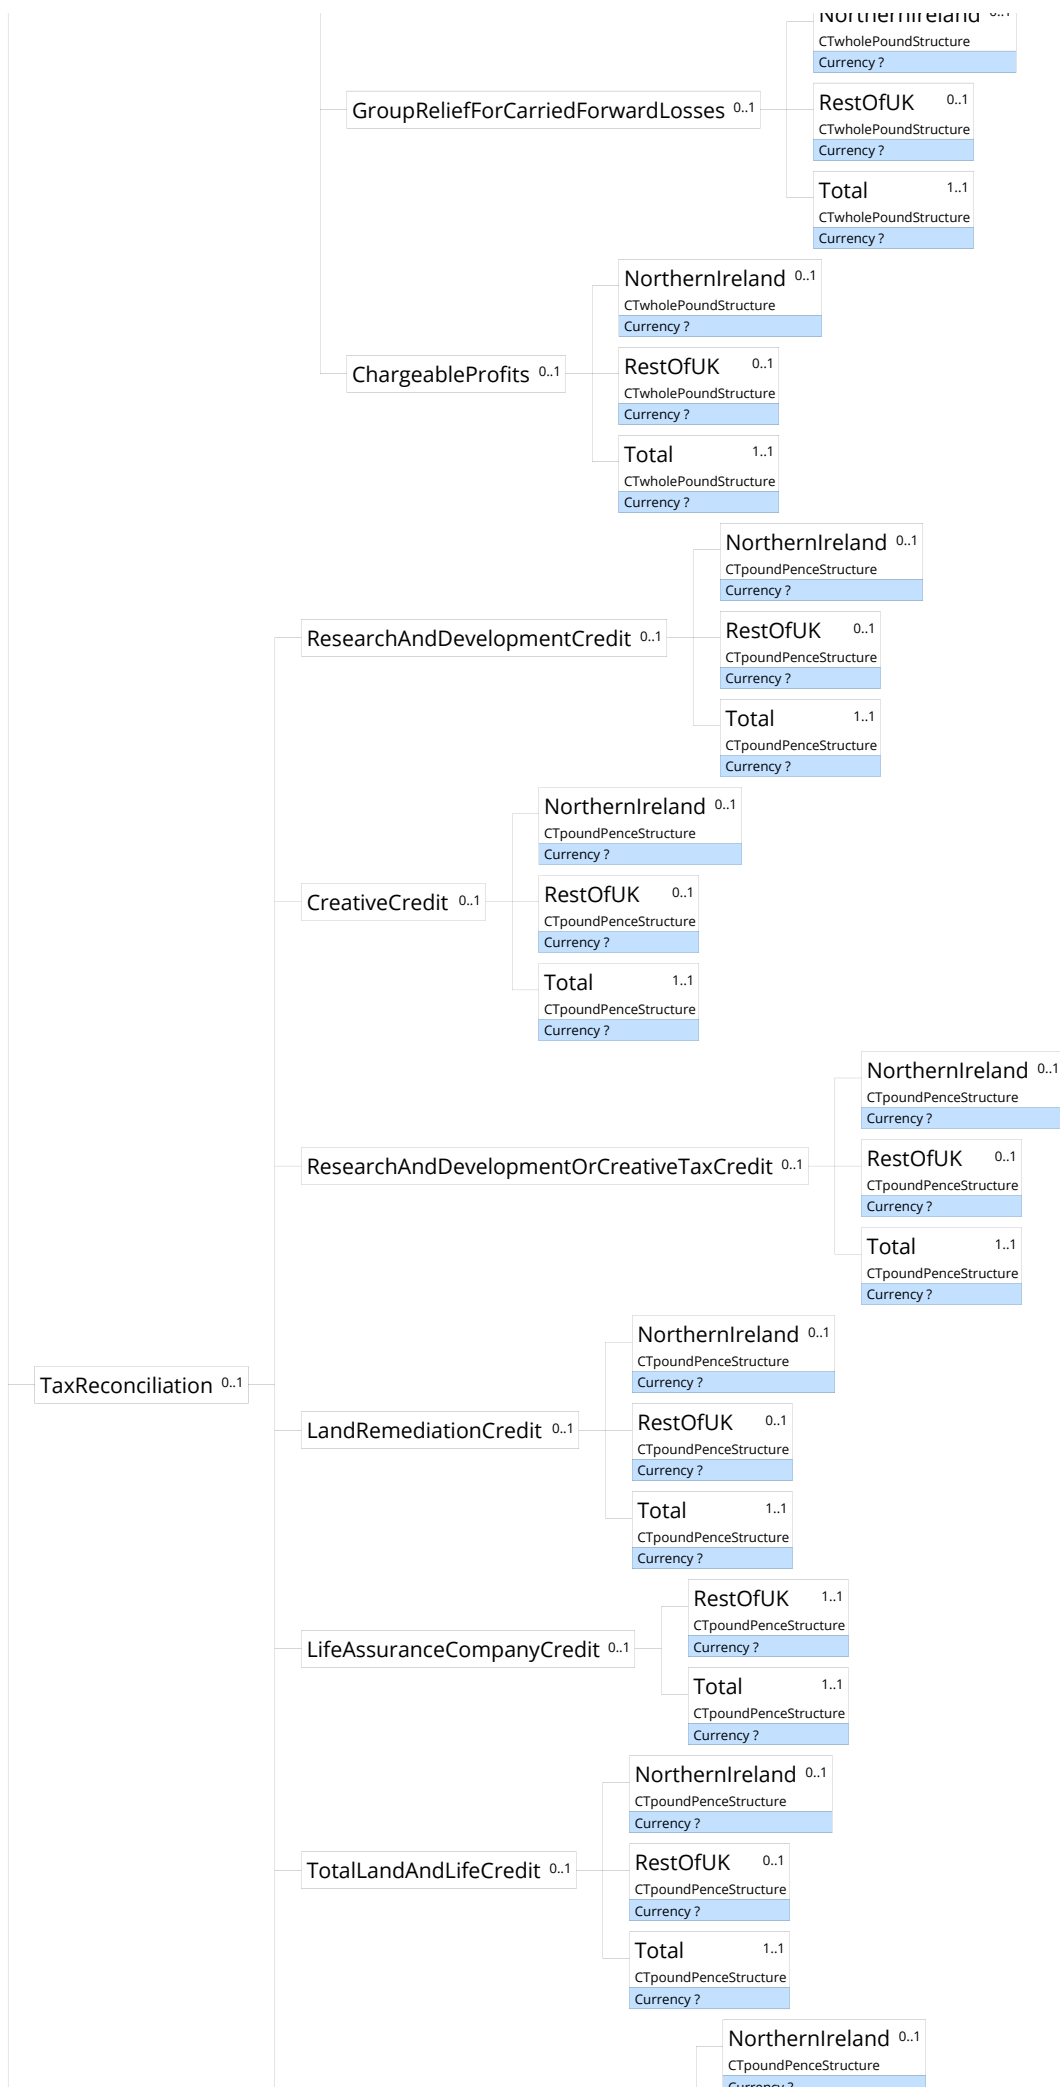 NorthernIreland 0..1
CTwholePoundStructure
Currency ?
GroupReliefForCarriedForwardLosses 0..1
RestOfUK 0..1
CTwholePoundStructure
Currency ?
Total 1..1
CTwholePoundStructure
Currency ?
NorthernIreland 0..1
CTwholePoundStructure
Currency ?
ChargeableProfits 0..1
RestOfUK 0..1
CTwholePoundStructure
Currency ?
Total 1..1
CTwholePoundStructure
Currency ?
NorthernIreland 0..1
CTpoundPenceStructure
Currency ?
ResearchAndDevelopmentCredit 0..1
RestOfUK 0..1
CTpoundPenceStructure
Currency ?
Total 1..1
CTpoundPenceStructure
Currency ?
NorthernIreland 0..1
CTpoundPenceStructure
Currency ?
CreativeCredit 0..1
RestOfUK 0..1
CTpoundPenceStructure
Currency ?
Total 1..1
CTpoundPenceStructure
Currency ?
NorthernIreland 0..1
CTpoundPenceStructure
Currency ?
ResearchAndDevelopmentOrCreativeTaxCredit 0..1
RestOfUK 0..1
CTpoundPenceStructure
Currency ?
Total 1..1
CTpoundPenceStructure
Currency ?
TaxReconciliation 0..1
NorthernIreland 0..1
CTpoundPenceStructure
Currency ?
LandRemediationCredit 0..1
RestOfUK 0..1
CTpoundPenceStructure
Currency ?
Total 1..1
CTpoundPenceStructure
Currency ?
LifeAssuranceCompanyCredit 0..1
RestOfUK 1..1
CTpoundPenceStructure
Currency ?
Total 1..1
CTpoundPenceStructure
Currency ?
NorthernIreland 0..1
CTpoundPenceStructure
Currency ?
TotalLandAndLifeCredit 0..1
RestOfUK 0..1
CTpoundPenceStructure
Currency ?
Total 1..1
CTpoundPenceStructure
Currency ?
NorthernIreland 0..1
CTpoundPenceStructure
Currency ?